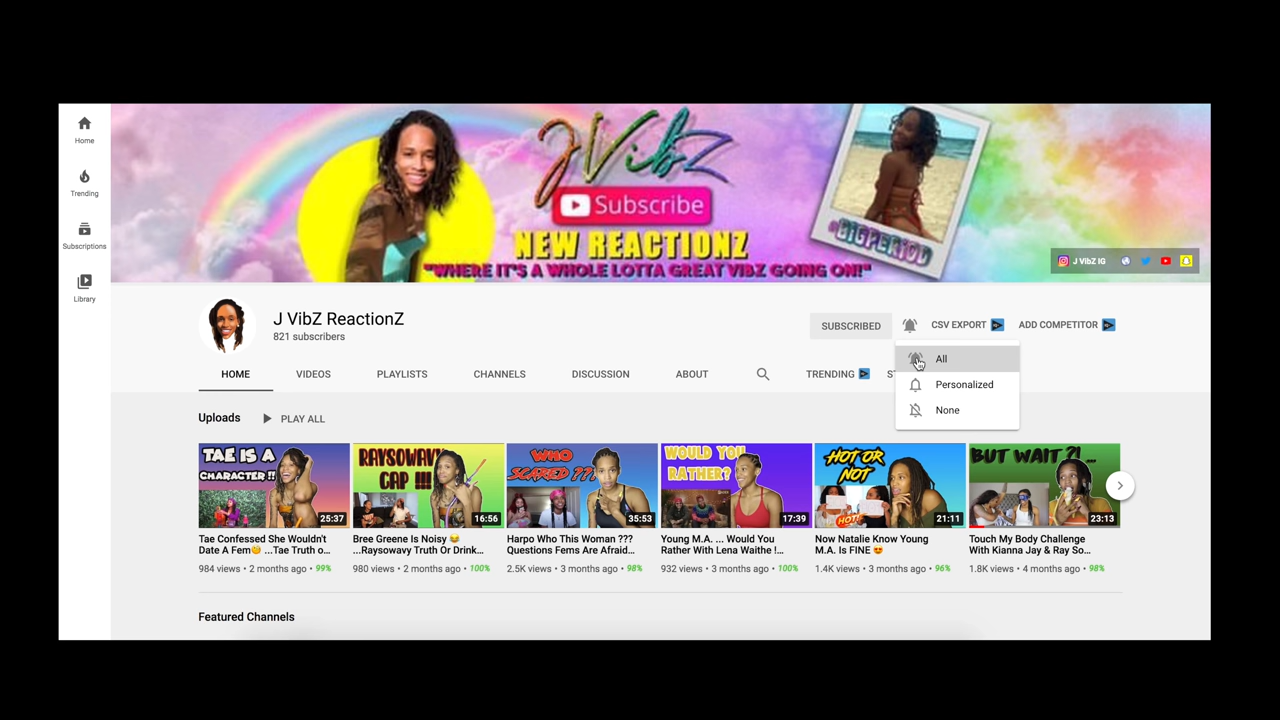 Home
Trending
Subscriptions
Library
JVibZ
Subscribe
NEW REACTIONZ
"WHERE IT'S A WHOLE LOTTA GREAT VIBZ GOING ON!"
@BIGPERIOD
J VibZ IG
J VibZ ReactionZ
821 subscribers
SUBSCRIBED
CSV EXPORT
ADD COMPETITOR
All
Personalized
None
HOME
VIDEOS
PLAYLISTS
CHANNELS
DISCUSSION
ABOUT
TRENDING
Uploads
PLAY ALL
TAE IS A
CHARACTER !!
25:37
RAYSOWAVY
CAP !!!
16:56
WHO
SCARED ???
35:53
WOULD YOU
RATHER?
17:39
HOT OR
NOT
HOT!
21:11
BUT WAIT ?! ...
23:13
Tae Confessed She Wouldn't
Date A Fem🤭 ...Tae Truth o...
984 views • 2 months ago • 99%
Bree Greene Is Noisy 😂
...Raysowavy Truth Or Drink...
980 views • 2 months ago • 100%
Harpo Who This Woman ???
Questions Fems Are Afraid...
2.5K views • 3 months ago • 98%
Young M.A. ... Would You
Rather With Lena Waithe !...
932 views • 3 months ago • 100%
Now Natalie Know Young
M.A. Is FINE 😍
1.4K views • 3 months ago • 96%
Touch My Body Challenge
With Kianna Jay & Ray So...
1.8K views • 4 months ago • 98%
Featured Channels